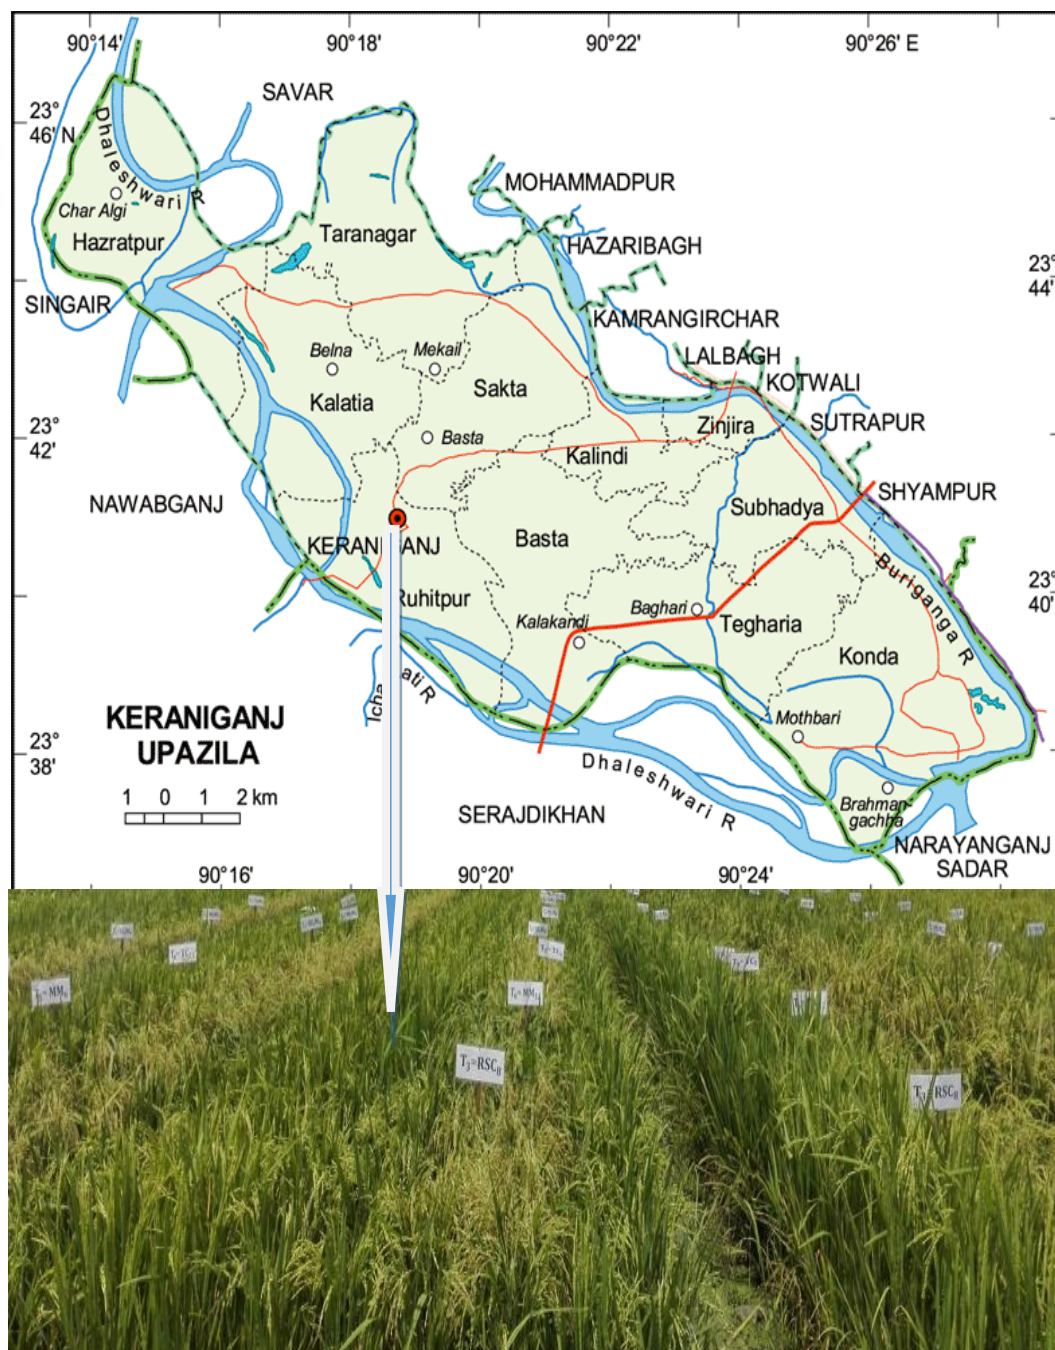 90°14'
90°18'
90°22'
90°26' E
SAVAR
23°
46' N
Dhaleshwari R
MOHAMMADPUR
Char Algi
Taranagar
Hazratpur
HAZARIBAGH
23°
44'
SINGAIR
KAMRANGIRCHAR
Belna
Mekail
LALBAGH
KOTWALI
Sakta
Kalatia
23°
42'
Basta
Zinjira
SUTRAPUR
Kalindi
NAWABGANJ
SHYAMPUR
Subhadya
Basta
KERANIGANJ
Buriganga R
23°
40'
Ruhitpur
Baghari
Kalakandi
Tegharia
Konda
ati R
Icha
KERANIGANJ
UPAZILA
Mothbari
23°
38'
Dhaleshwari R
1 0 1 2 km
Brahman-
gachha
SERAJDIKHAN
NARAYANGANJ
SADAR
90°16'
90°20'
90°24'
T3=RSC8
RSC8